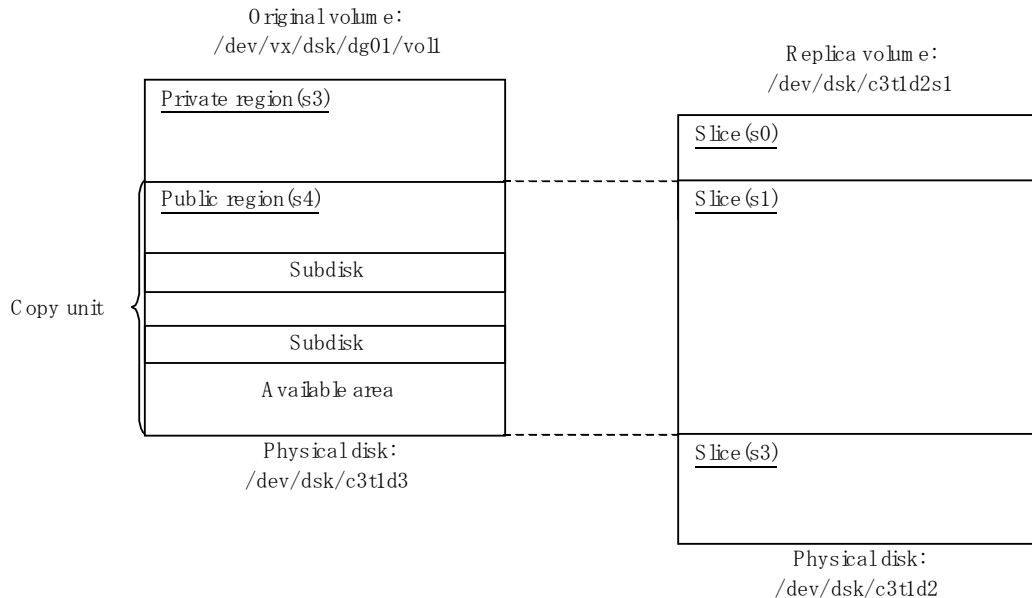 Original volume:
/dev/vx/dsk/dg01/vol1
Private region(s3)
Public region(s4)
Subdisk
Subdisk
Available area
Copy unit
Physical disk:
/dev/dsk/c3t1d3
Replica volume:
/dev/dsk/c3t1d2s1
Slice(s0)
Slice(s1)
Slice(s3)
Physical disk:
/dev/dsk/c3t1d2